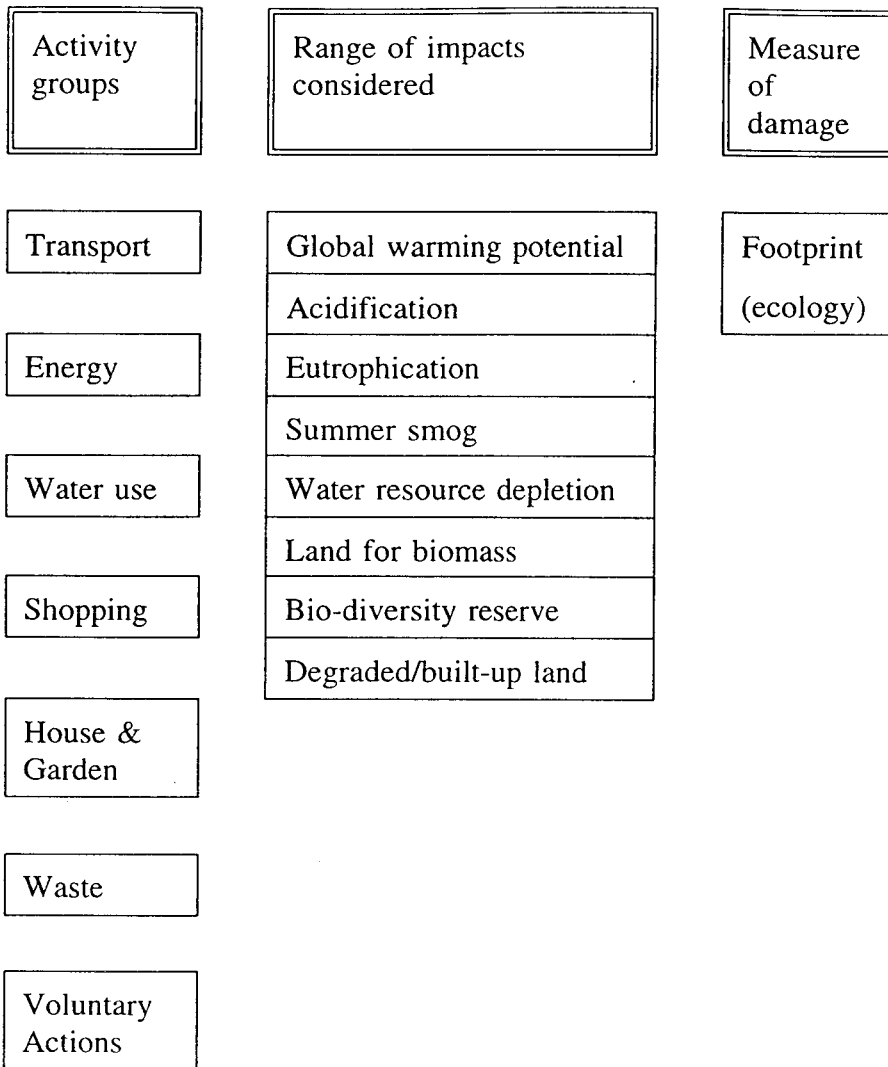 Activity
groups
Range of impacts
considered
Measure
of
damage
Transport
Energy
Water use
Shopping
House &
Garden
Waste
Voluntary
Actions
Global warming potential
Acidification
Eutrophication
Summer smog
Water resource depletion
Land for biomass
Bio-diversity reserve
Degraded/built-up land
Footprint
(ecology)